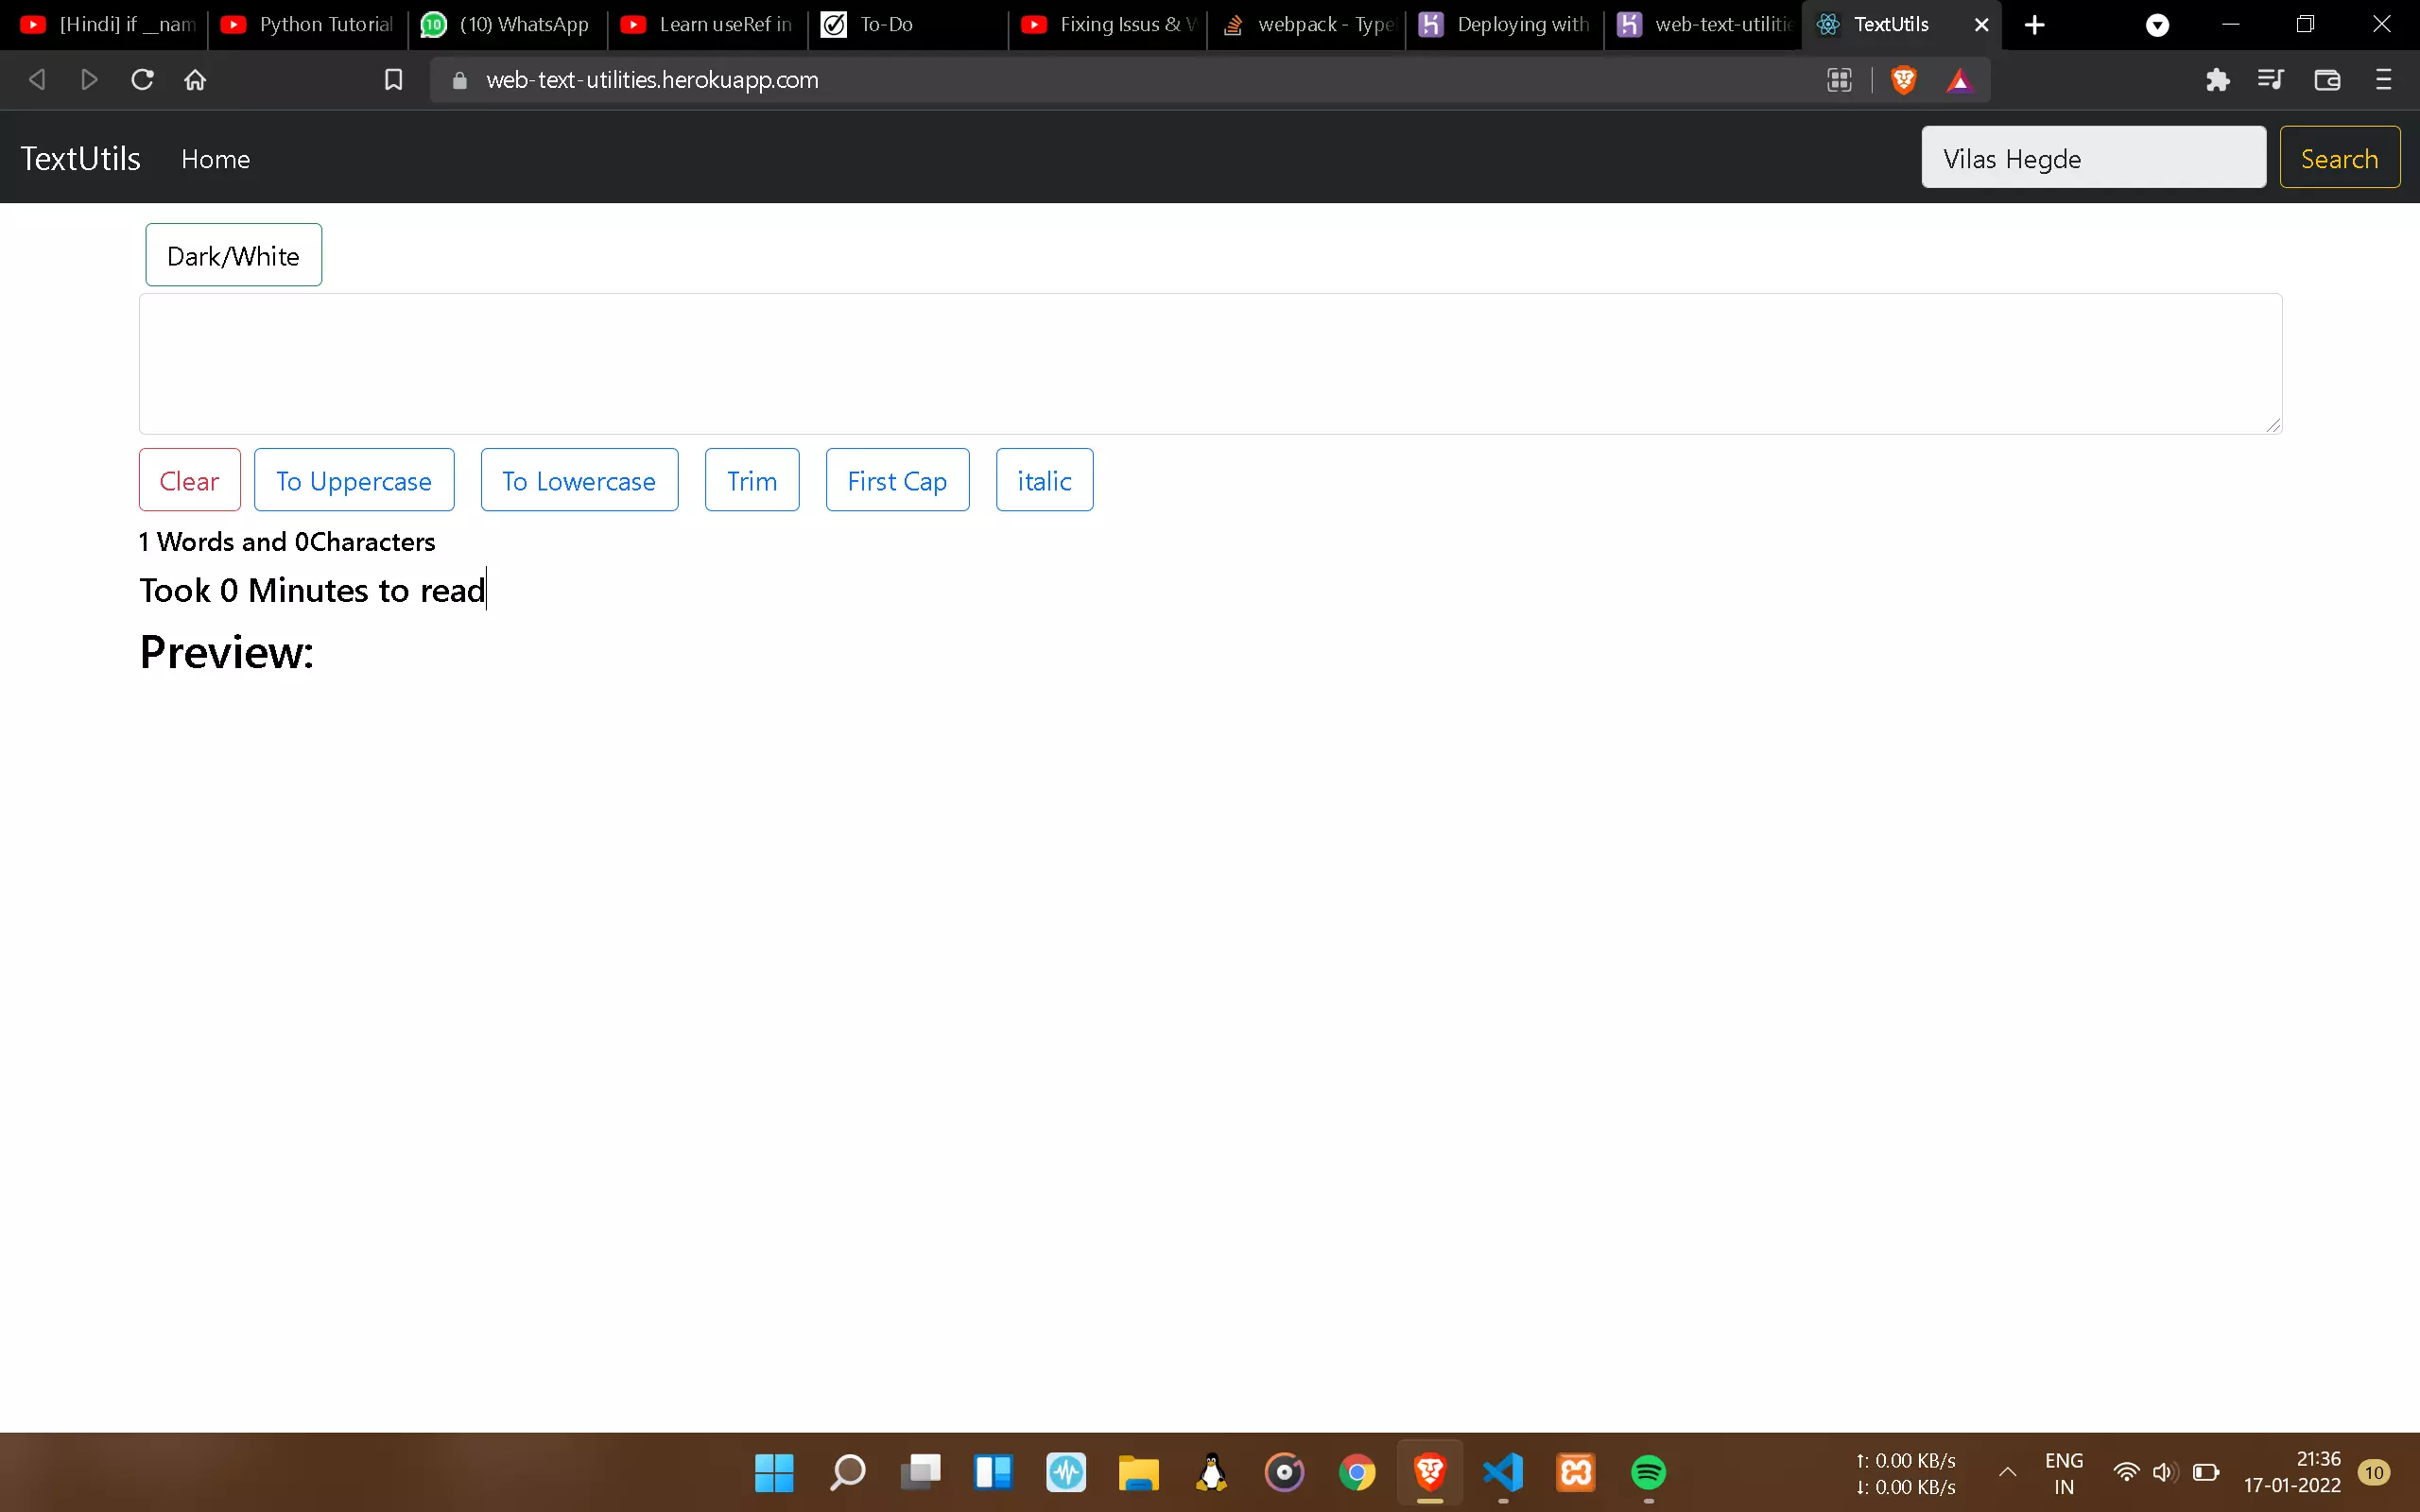 [Hindi] if __nam
Python Tutorial
10 (10) WhatsApp
Learn useRef in
To-Do
Fixing Issus &
webpack - Type
Deploying with
web-text-utilitie
TextUtils
web-text-utilities.herokuapp.com
TextUtils Home Vilas Hegde Search
Dark/White
Clear To Uppercase To Lowercase Trim First Cap italic
1 Words and 0Characters
Took 0 Minutes to read
Preview:
↑: 0.00 KB/s
↓: 0.00 KB/s
ENG
IN
21:36
17-01-2022
10